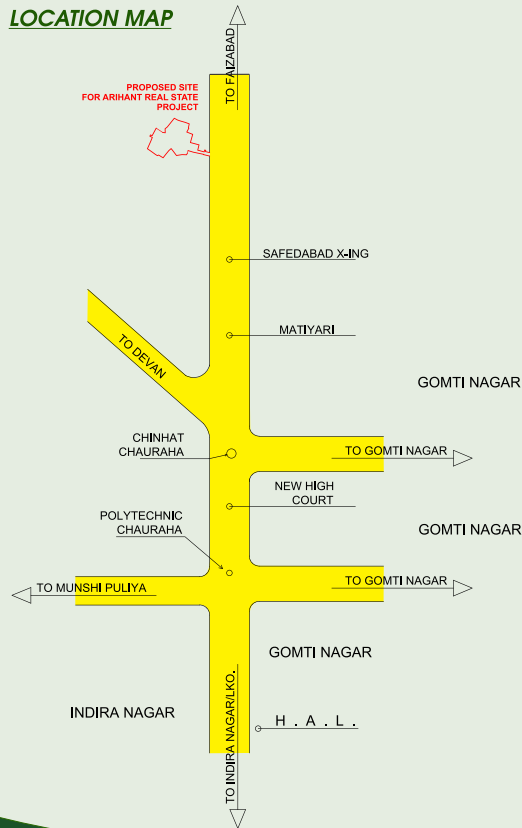 LOCATION MAP
TO FAIZABAD
PROPOSED SITE
FOR ARIHANT REAL STATE
PROJECT
SAFEDABAD X-ING
MATIYARI
TO DEVAN
GOMTI NAGAR
CHINHAT
CHAURAHA
TO GOMTI NAGAR
NEW HIGH
COURT
POLYTECHNIC
CHAURAHA
GOMTI NAGAR
TO MUNSHI PULIYA
TO GOMTI NAGAR
GOMTI NAGAR
INDIRA NAGAR
H . A . L .
TO INDIRA NAGAR/LKO.